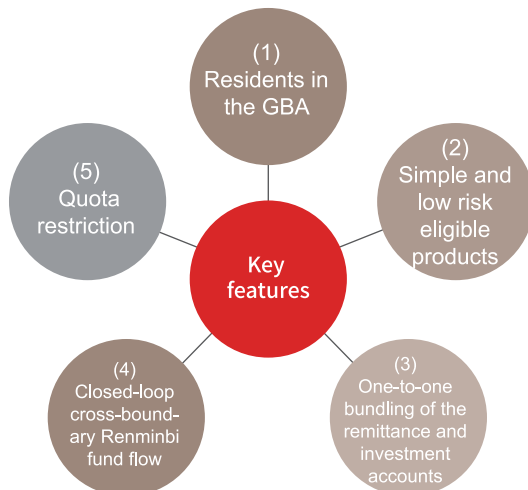 (1)
Residents in
the GBA
(2)
Simple and
low risk
eligible
products
(3)
One-to-one
bundling of the
remittance and
investment
accounts
(4)
Closed-loop
cross-bound-
ary Renminbi
fund flow
(5)
Quota
restriction
Key
features